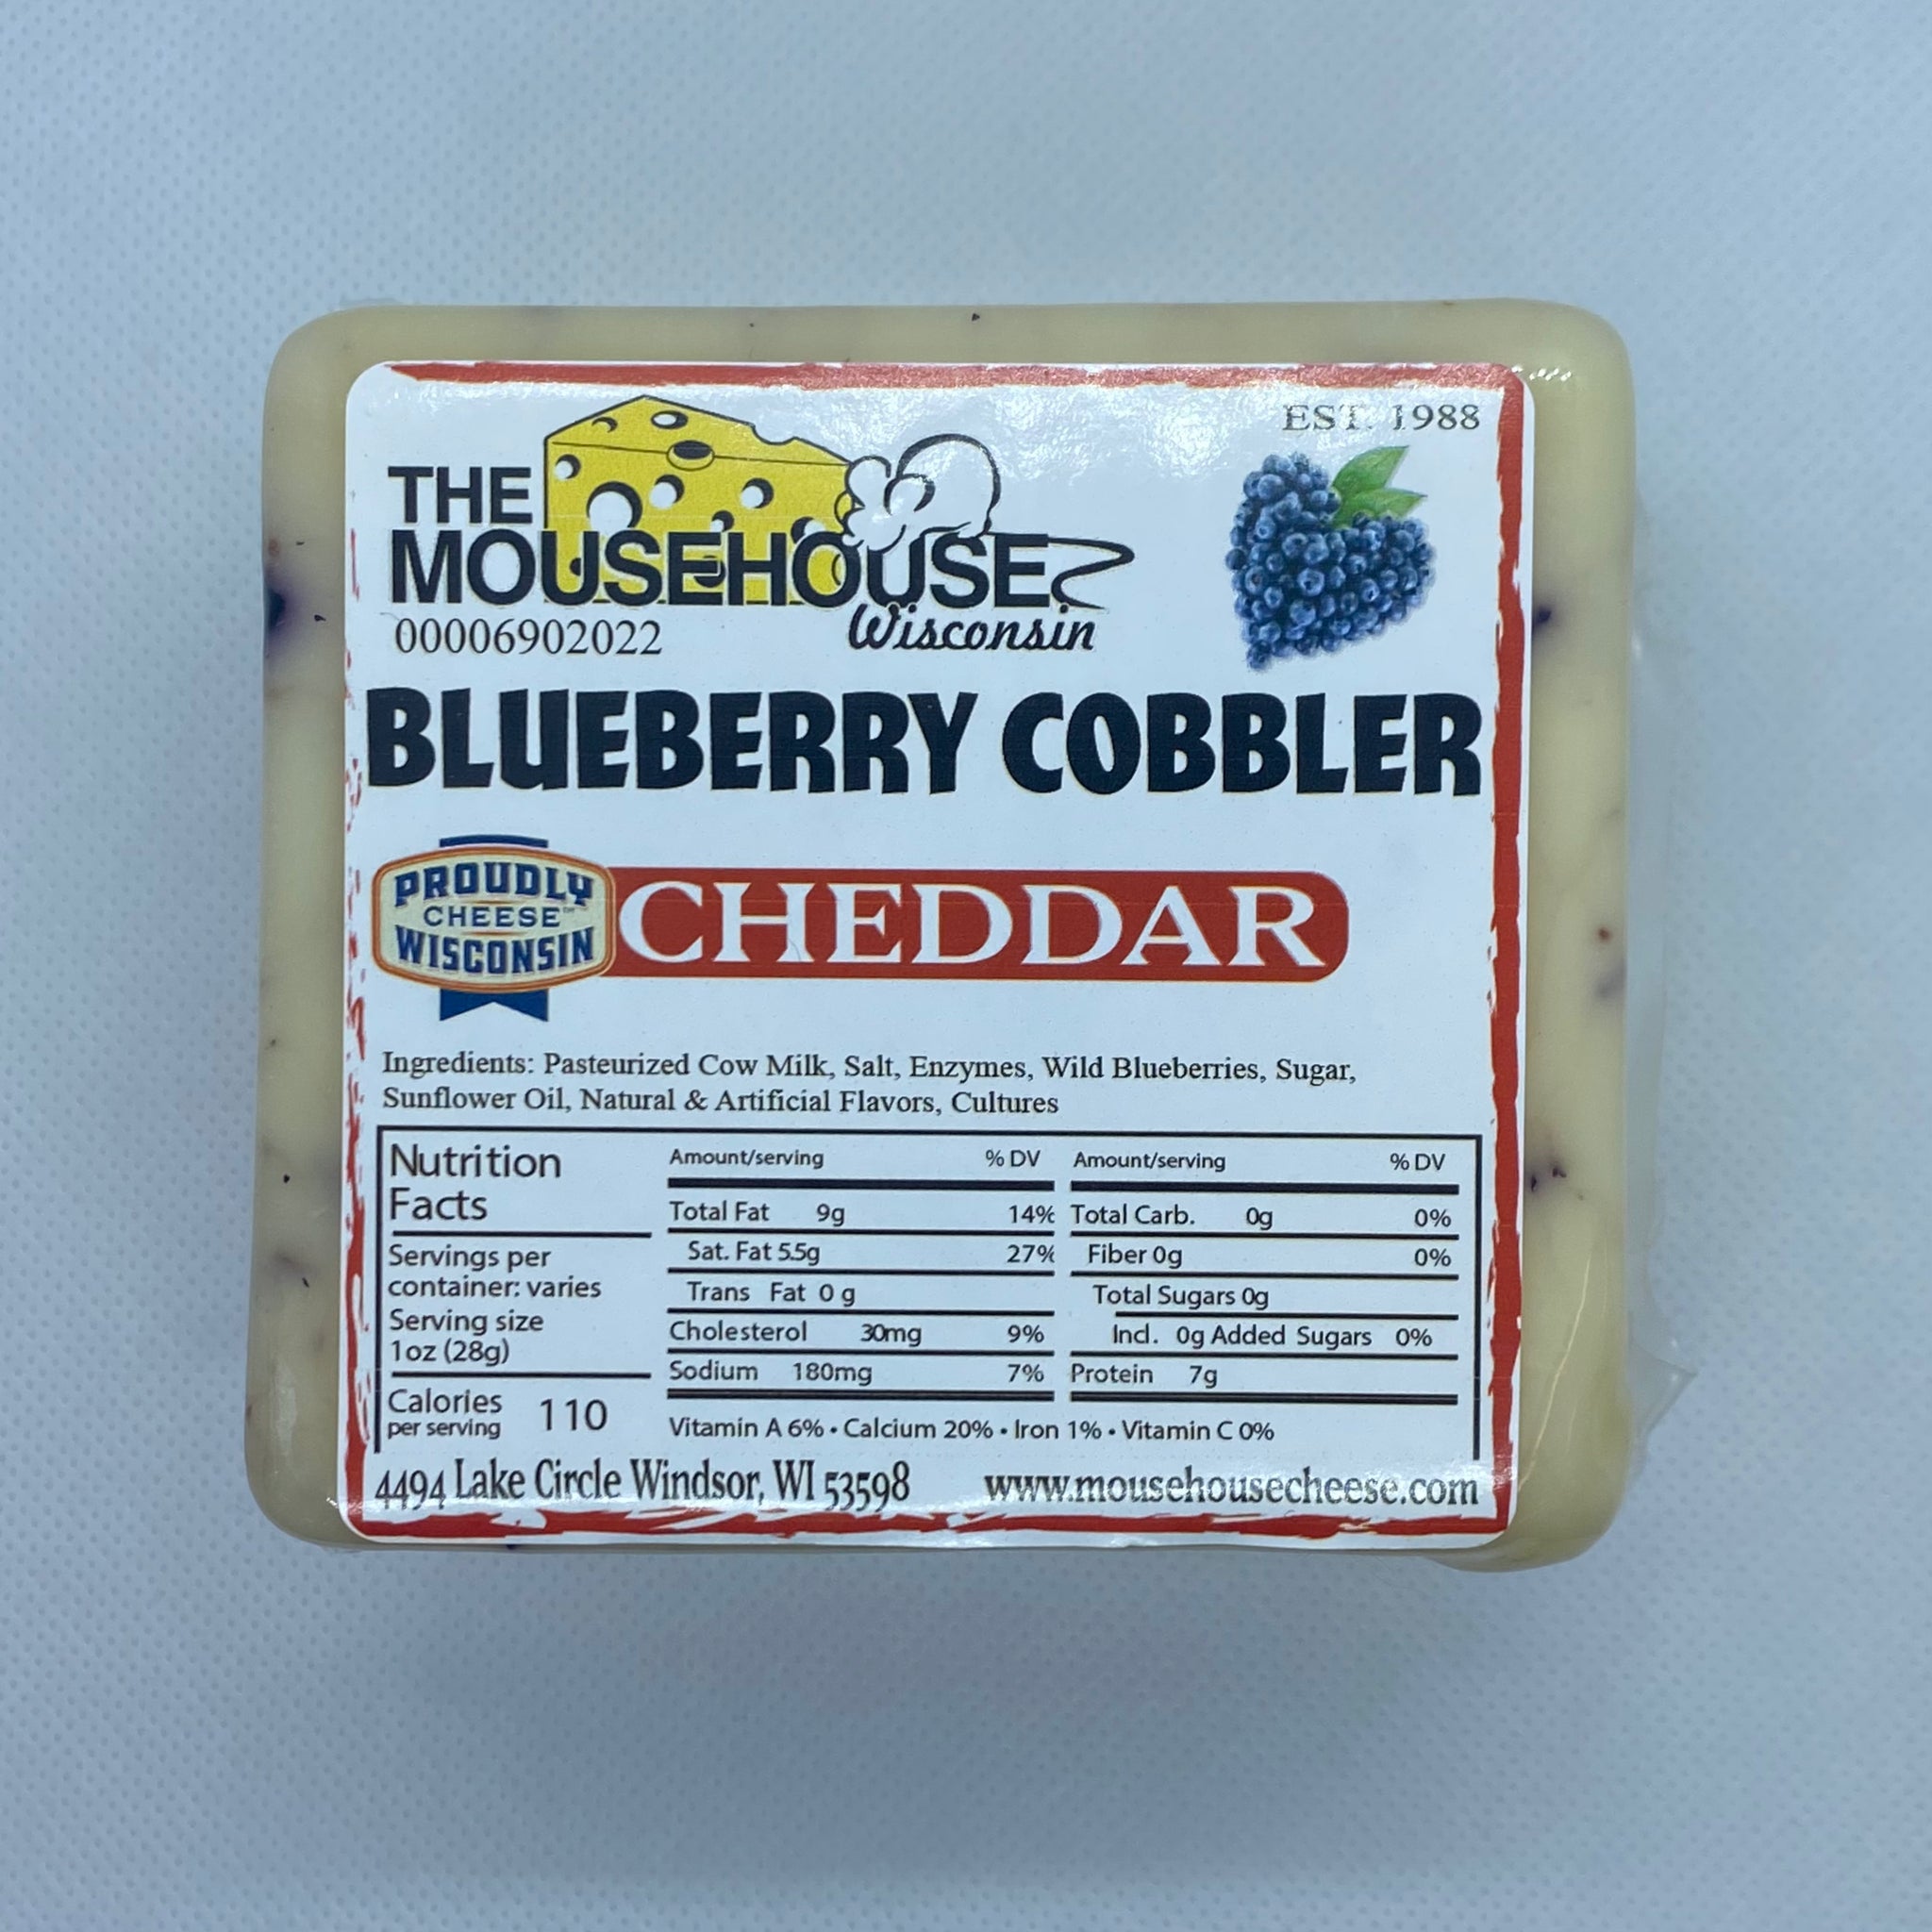 EST. 1988
THE
MOUSEHOUSE
00006902022
Wisconsin
BLUEBERRY COBBLER
PROUDLY
CHEESE™
WISCONSIN
CHEDDAR
Ingredients: Pasteurized Cow Milk, Salt, Enzymes, Wild Blueberries, Sugar,
Sunflower Oil, Natural & Artificial Flavors, Cultures
Nutrition
Facts
Servings per
container: varies
Serving size
1oz (28g)
Calories
per serving
110
Amount/serving % DV
Total Fat 9g 14%
Sat. Fat 5.5g 27%
Trans Fat 0 g
Cholesterol 30mg 9%
Sodium 180mg 7%
Amount/serving % DV
Total Carb. 0g 0%
Fiber 0g 0%
Total Sugars 0g
Incl. 0g Added Sugars 0%
Protein 7g
Vitamin A 6% • Calcium 20% • Iron 1% • Vitamin C 0%
4494 Lake Circle Windsor, WI 53598 www.mousehousecheese.com